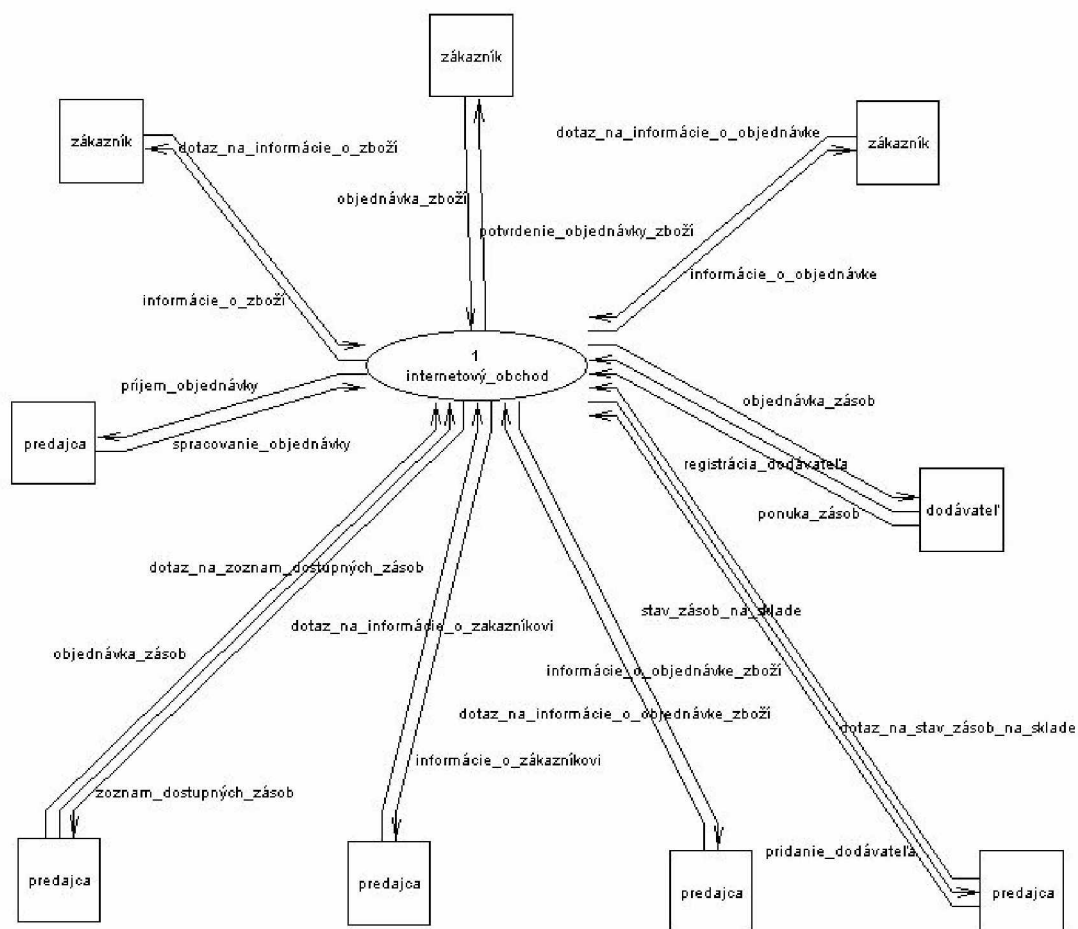 zákazník
zákazník
dotaz_na_informácie_o_objednávke
zákazník
dotaz_na_informácie_o_zboží
objednávka_zboží
potvrdenie_objednávky_zboží
informácie_o_objednávke
informácie_o_zboží
1
internetový_obchod
príjem_objednávky
objednávka_zásob
predajca
spracovanie_objednávky
registrácia_dodávateľa
ponuka_zásob
dodávateľ
dotaz_na_zoznam_dostupných_zásob
stav_zásob_na_sklade
dotaz_na_informácie_o_zakazníkovi
objednávka_zásob
informácie_o_objednávke_zboží
dotaz_na_informácie_o_objednávke_zboží
dotaz_na_stav_zásob_na_sklade
informácie_o_zákazníkovi
zoznam_dostupných_zásob
pridanie_dodávateľa
predajca
predajca
predajca
predajca